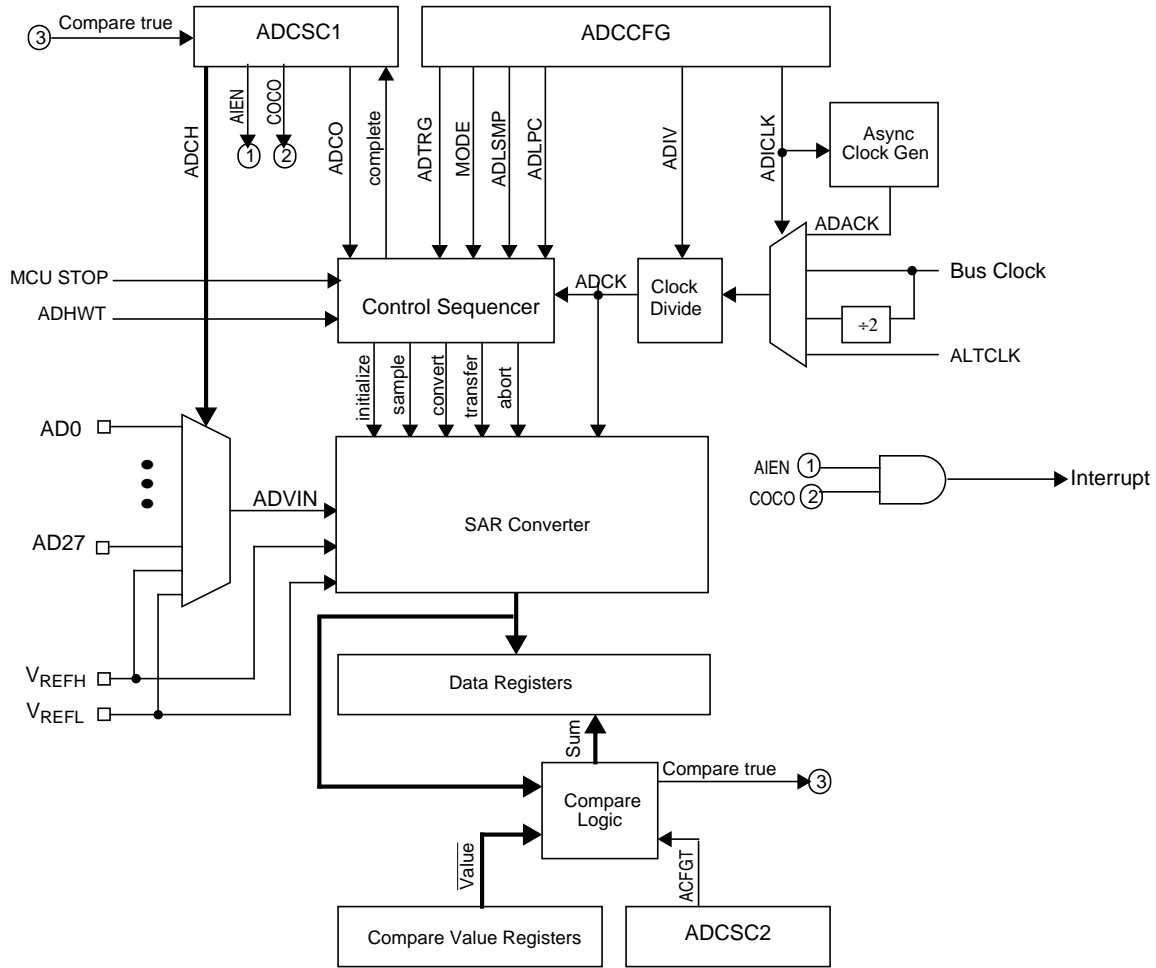 3
Compare true
ADCSC1
ADCCFG
ADCH
AIEN
COCO
1
2
ADCO
complete
ADTRG
MODE
ADLSMP
ADLPC
ADIV
ADICLK
Async
Clock Gen
ADACK
MCU STOP
ADHWT
Control Sequencer
ADCK
Clock
Divide
Bus Clock
÷2
ALTCLK
initialize
sample
convert
transfer
abort
AD0
AD27
ADVIN
SAR Converter
AIEN 1
COCO 2
Interrupt
VREFH
VREFL
Data Registers
Sum
Compare true
3
Compare
Logic
Value
ACFGT
Compare Value Registers
ADCSC2